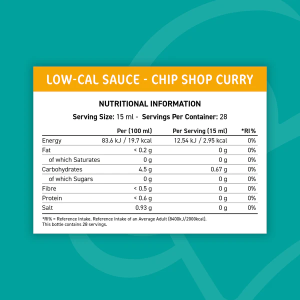 LOW-CAL SAUCE - CHIP SHOP CURRY
NUTRITIONAL INFORMATION
Serving Size: 15 ml - Servings Per Container: 28
Per (100 ml) Per Serving (15 ml) *RI%
Energy 83.6 kJ / 19.7 kcal 12.54 kJ / 2.95 kcal 0%
Fat < 0.2 g 0 g 0%
of which Saturates 0 g 0 g 0%
Carbohydrates 4.5 g 0.67 g 0%
of which Sugars 0 g 0 g 0%
Fibre < 0.5 g 0 g 0%
Protein < 0.6 g 0 g 0%
Salt 0.93 g 0 g 0%
*RI% = Reference Intake. Reference Intake of an Average Adult (8400kJ/2000kcal).
This bottle contains 28 servings.